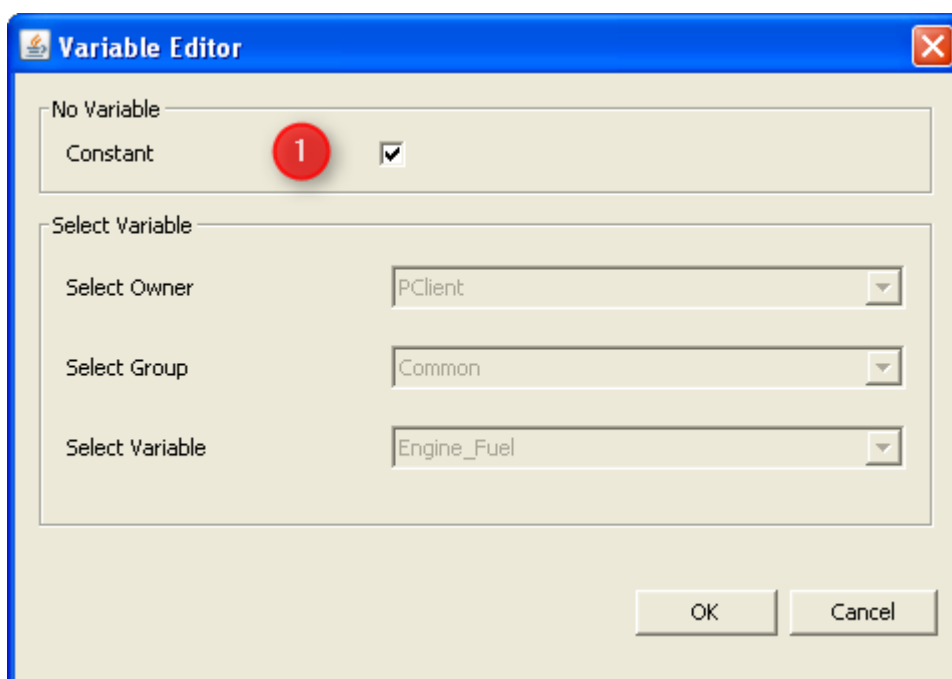 Variable Editor
No Variable
Constant 1
Select Variable
Select Owner PClient
Select Group Common
Select Variable Engine_Fuel
OK Cancel